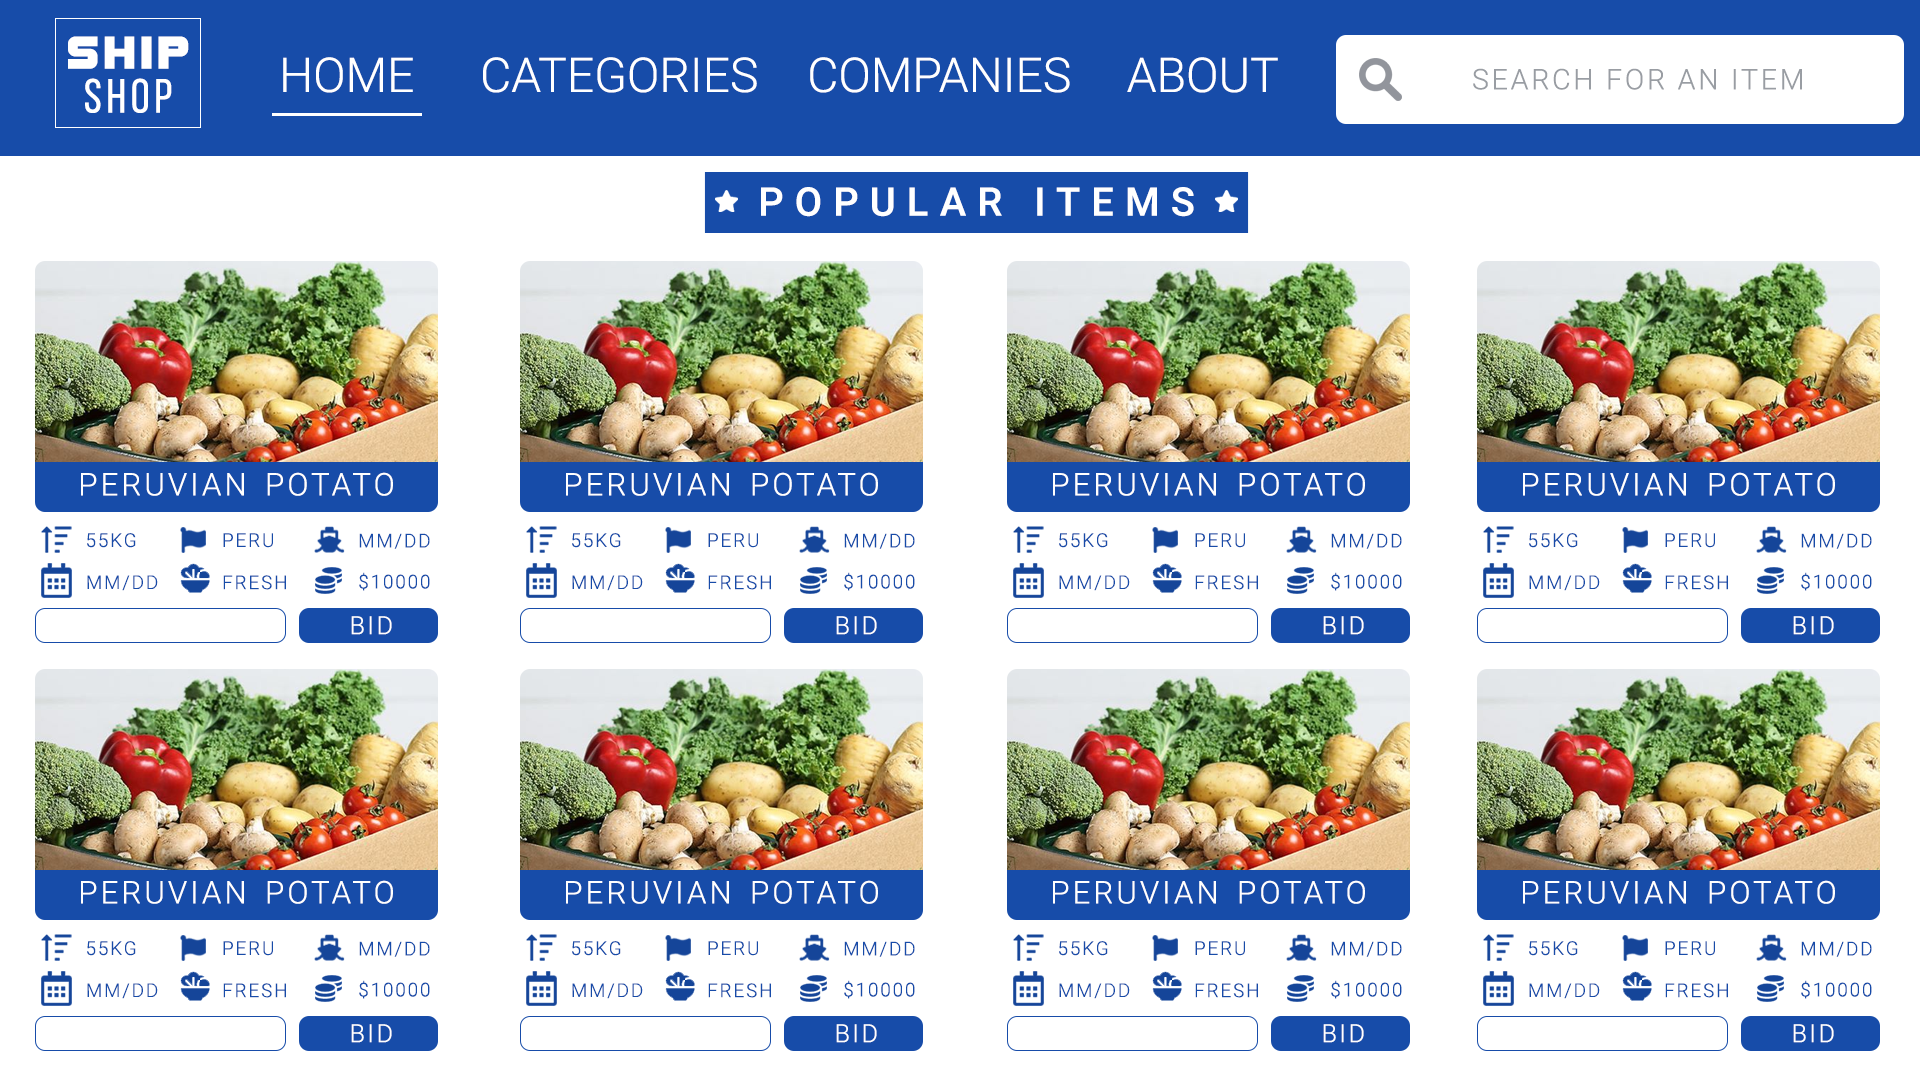 SHIP
SHOP
HOME CATEGORIES COMPANIES ABOUT SEARCH FOR AN ITEM
POPULAR ITEMS
PERUVIAN POTATO PERUVIAN POTATO PERUVIAN POTATO PERUVIAN POTATO
55KG PERU MM/DD 55KG PERU MM/DD 55KG PERU MM/DD 55KG PERU MM/DD
MM/DD FRESH $10000 MM/DD FRESH $10000 MM/DD FRESH $10000 MM/DD FRESH $10000
BID BID BID BID
PERUVIAN POTATO PERUVIAN POTATO PERUVIAN POTATO PERUVIAN POTATO
55KG PERU MM/DD 55KG PERU MM/DD 55KG PERU MM/DD 55KG PERU MM/DD
MM/DD FRESH $10000 MM/DD FRESH $10000 MM/DD FRESH $10000 MM/DD FRESH $10000
BID BID BID BID